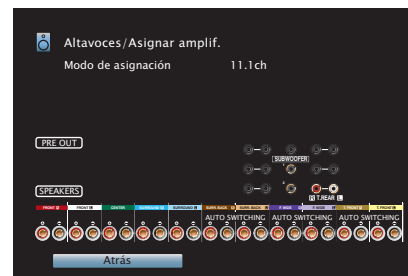 Altavoces/Asignar amplif.
Modo de asignación 11.1ch
PRE OUT
SUBWOOFER
R T.REAR L
SPEAKERS
FRONT FRONT CENTER SURROUND SURROUND SURR. BACK SURR. BACK F.WIDE F.WIDE T.FRONT T.FRONT
AUTO SWITCHING AUTO SWITCHING AUTO SWITCHING
Atrás